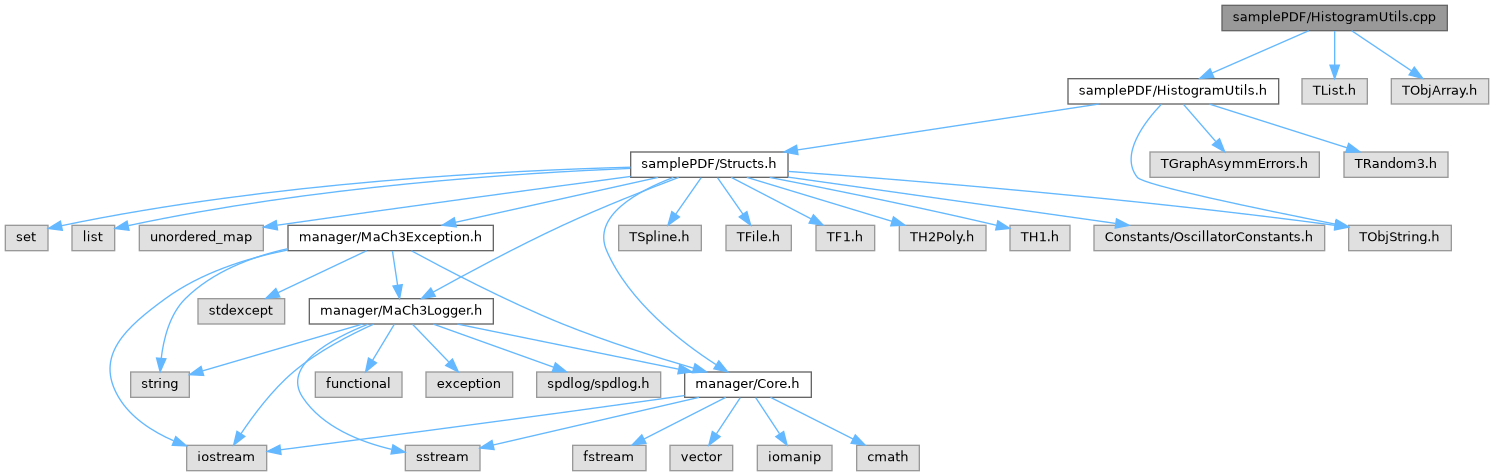 samplePDF/HistogramUtils.cpp
samplePDF/HistogramUtils.h
TList.h
TObjArray.h
samplePDF/Structs.h
TGraphAsymmErrors.h
TRandom3.h
set
list
unordered_map
manager/MaCh3Exception.h
TSpline.h
TFile.h
TF1.h
TH2Poly.h
TH1.h
Constants/OscillatorConstants.h
TObjString.h
stdexcept
manager/MaCh3Logger.h
string
functional
exception
spdlog/spdlog.h
manager/Core.h
iostream
sstream
fstream
vector
iomanip
cmath